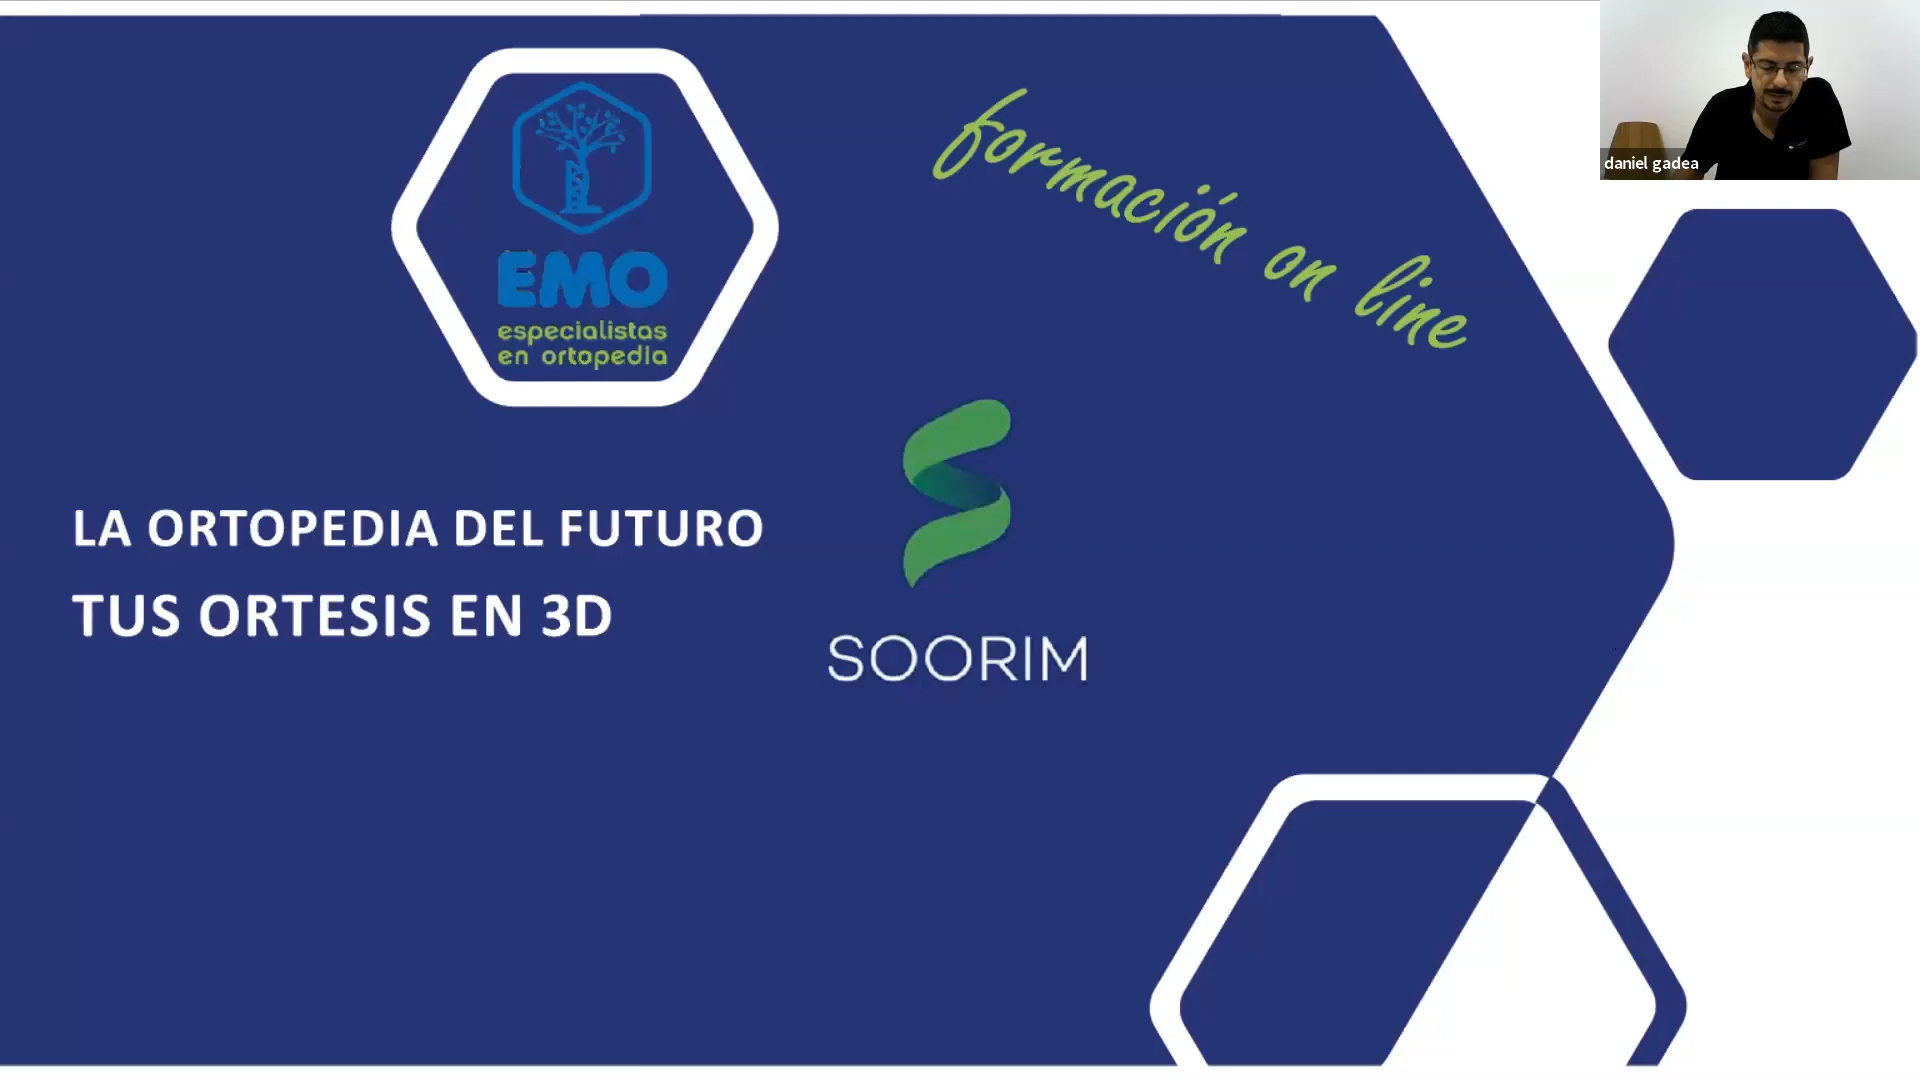 formación on line
EMO
especialistas
en ortopedia
LA ORTOPEDIA DEL FUTURO
TUS ORTESIS EN 3D
SOORIM
daniel gadea